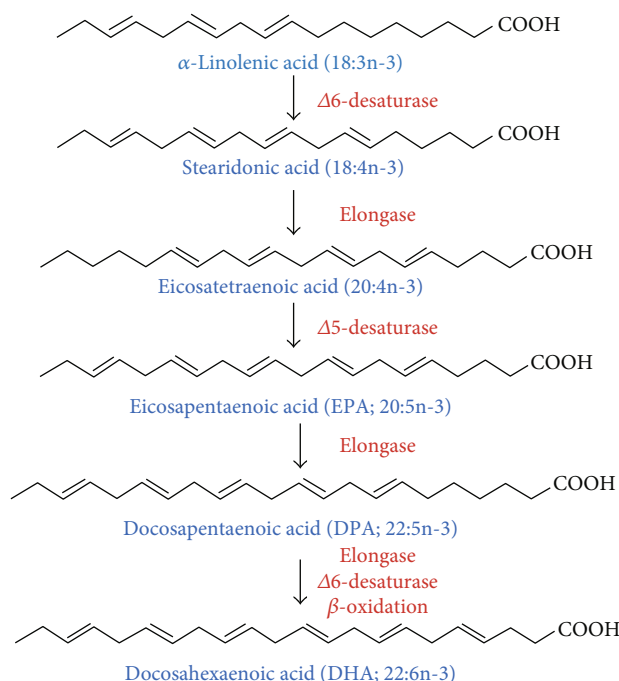 COOH
α-Linolenic acid (18:3n-3)
Δ6-desaturase
COOH
Stearidonic acid (18:4n-3)
Elongase
COOH
Eicosatetraenoic acid (20:4n-3)
Δ5-desaturase
COOH
Eicosapentaenoic acid (EPA; 20:5n-3)
Elongase
COOH
Docosapentaenoic acid (DPA; 22:5n-3)
Elongase
Δ6-desaturase
β-oxidation
COOH
Docosahexaenoic acid (DHA; 22:6n-3)